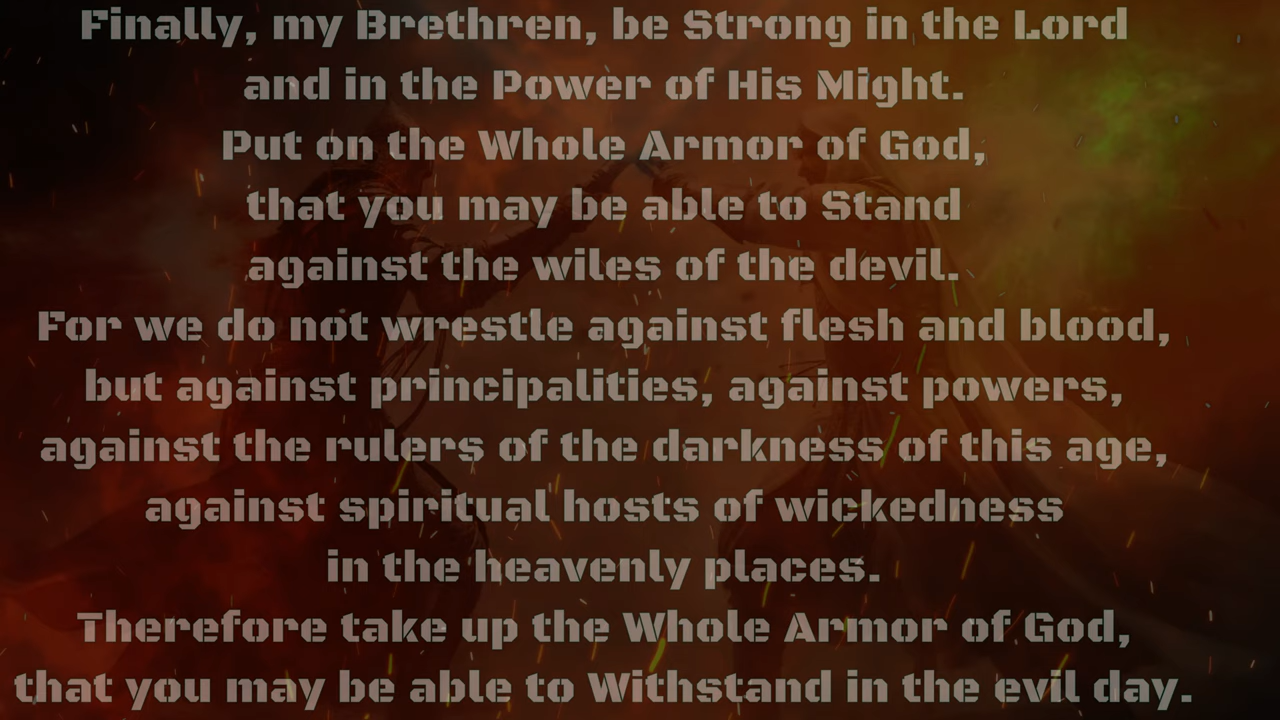 Finally, my Brethren, be Strong in the Lord
and in the Power of His Might.
Put on the Whole Armor of God,
that you may be able to Stand
against the wiles of the devil.
For we do not wrestle against flesh and blood,
but against principalities, against powers,
against the rulers of the darkness of this age,
against spiritual hosts of wickedness
in the heavenly places.
Therefore take up the Whole Armor of God,
that you may be able to Withstand in the evil day.